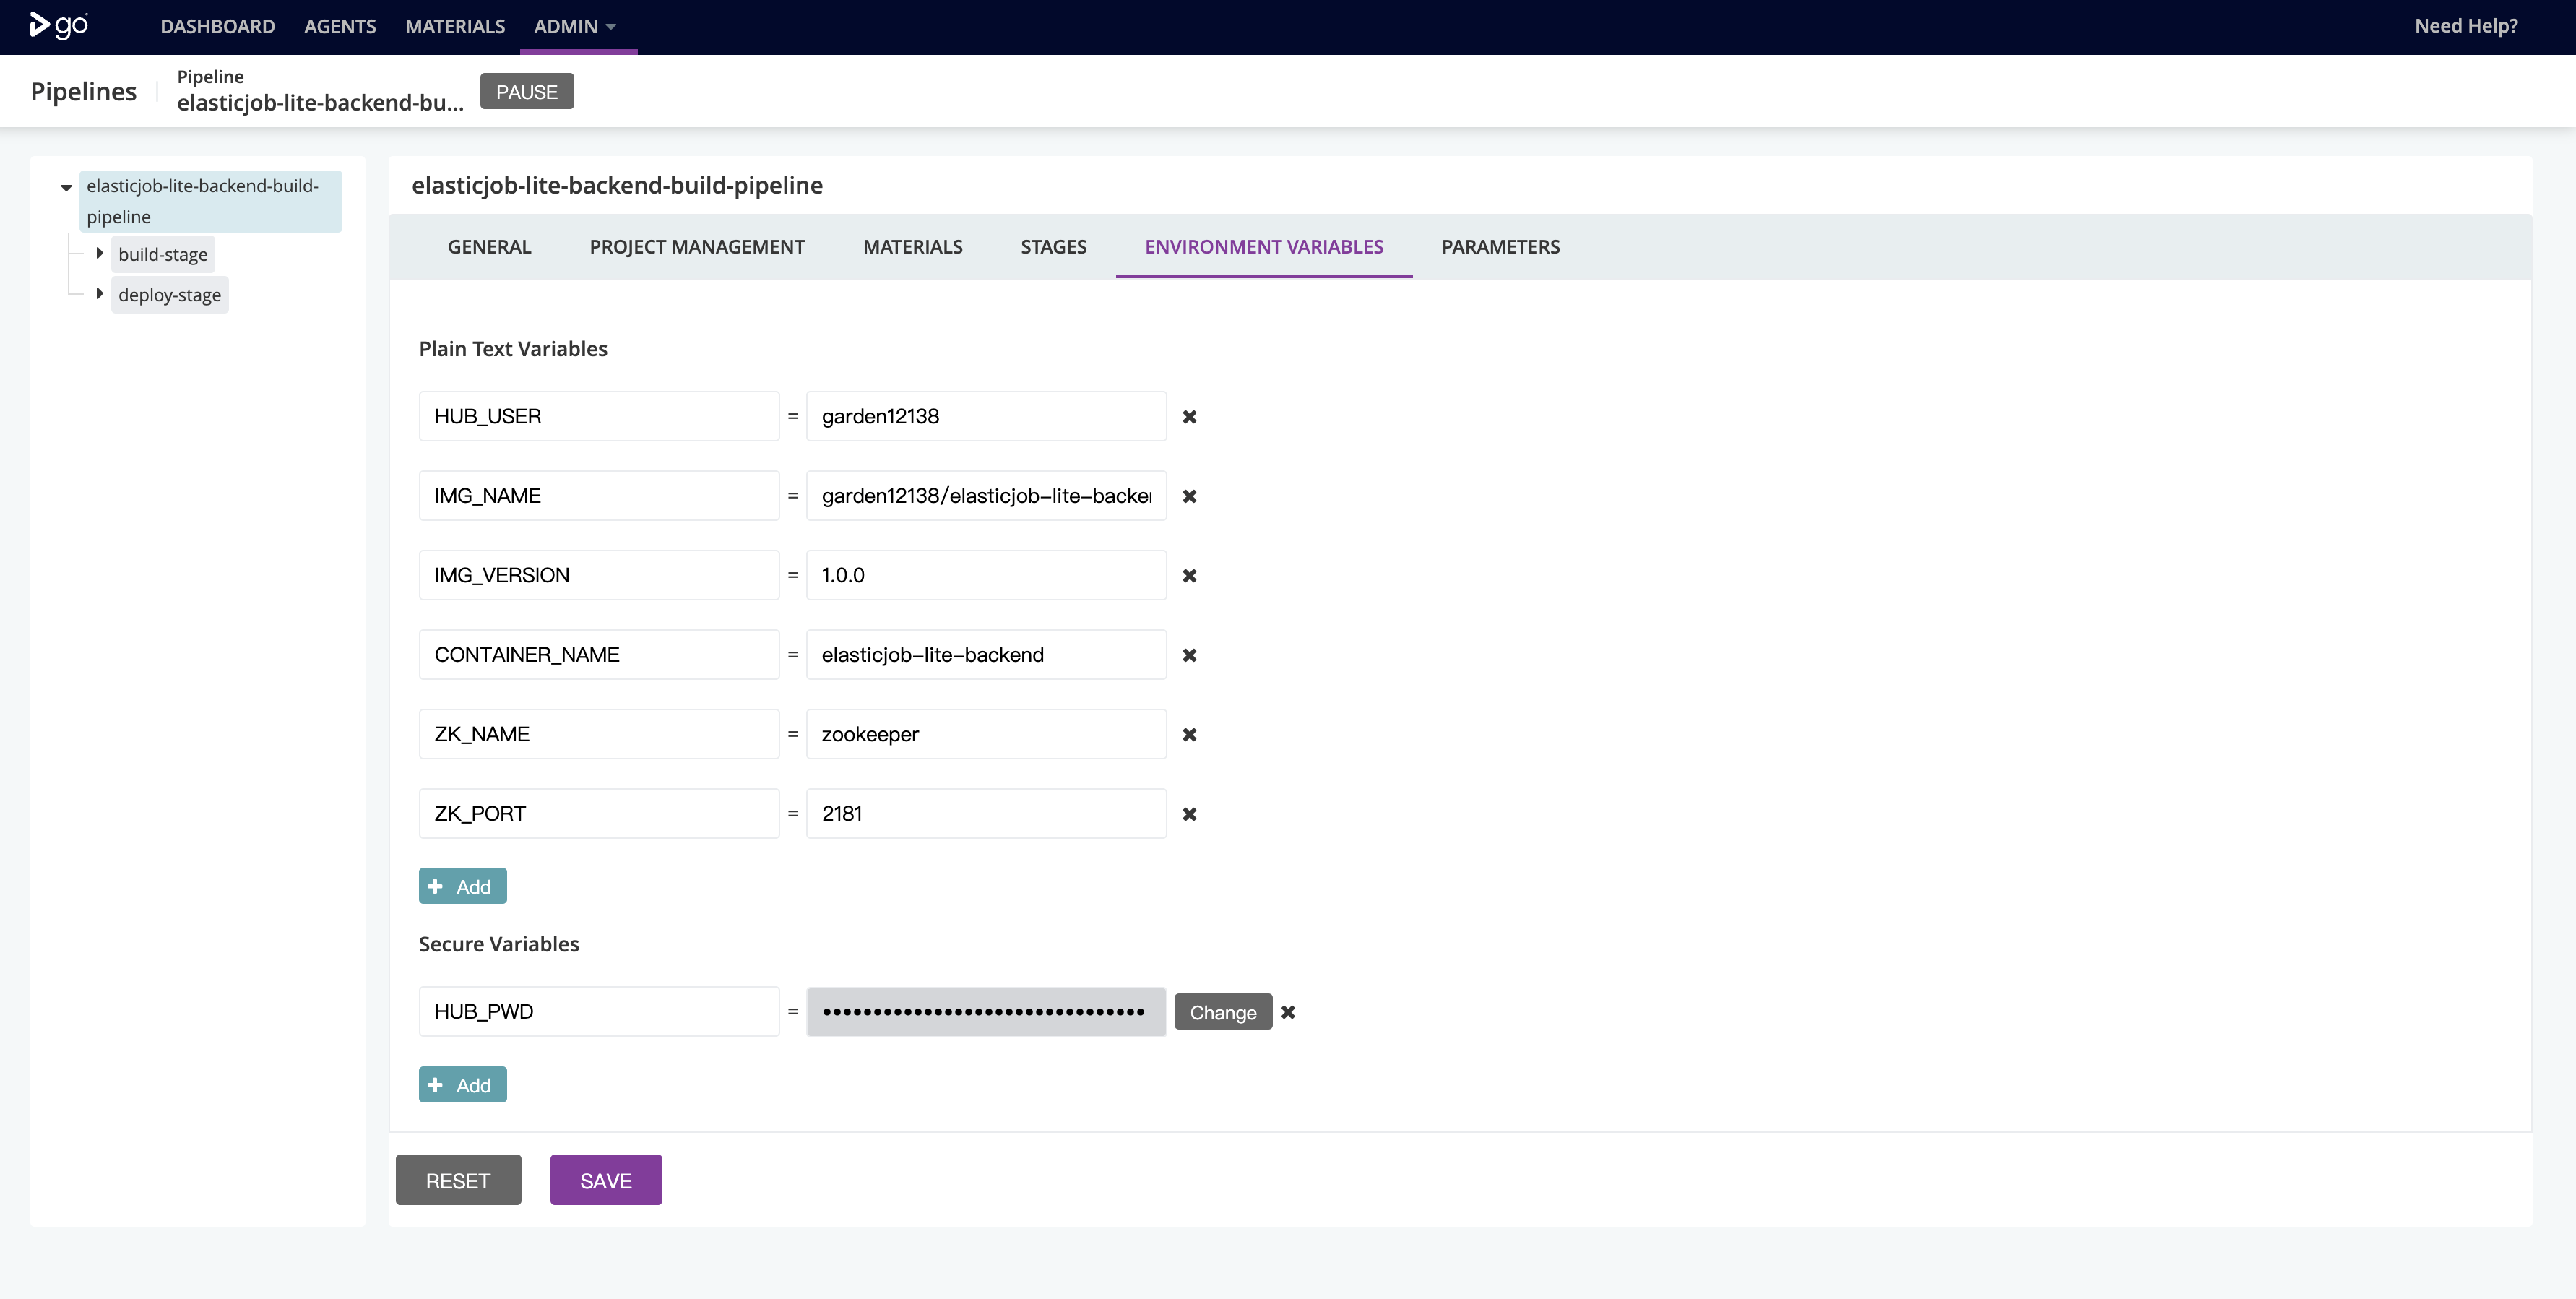 go
DASHBOARD AGENTS MATERIALS ADMIN
Need Help?
Pipelines
Pipeline
elasticjob-lite-backend-bu...
PAUSE
elasticjob-lite-backend-build-
pipeline
build-stage
deploy-stage
elasticjob-lite-backend-build-pipeline
GENERAL PROJECT MANAGEMENT MATERIALS STAGES ENVIRONMENT VARIABLES PARAMETERS
Plain Text Variables
HUB_USER = garden12138
IMG_NAME = garden12138/elasticjob-lite-backe
IMG_VERSION = 1.0.0
CONTAINER_NAME = elasticjob-lite-backend
ZK_NAME = zookeeper
ZK_PORT = 2181
+ Add
Secure Variables
HUB_PWD = •••••••••••••••••••••••••••••••• Change
+ Add
RESET SAVE